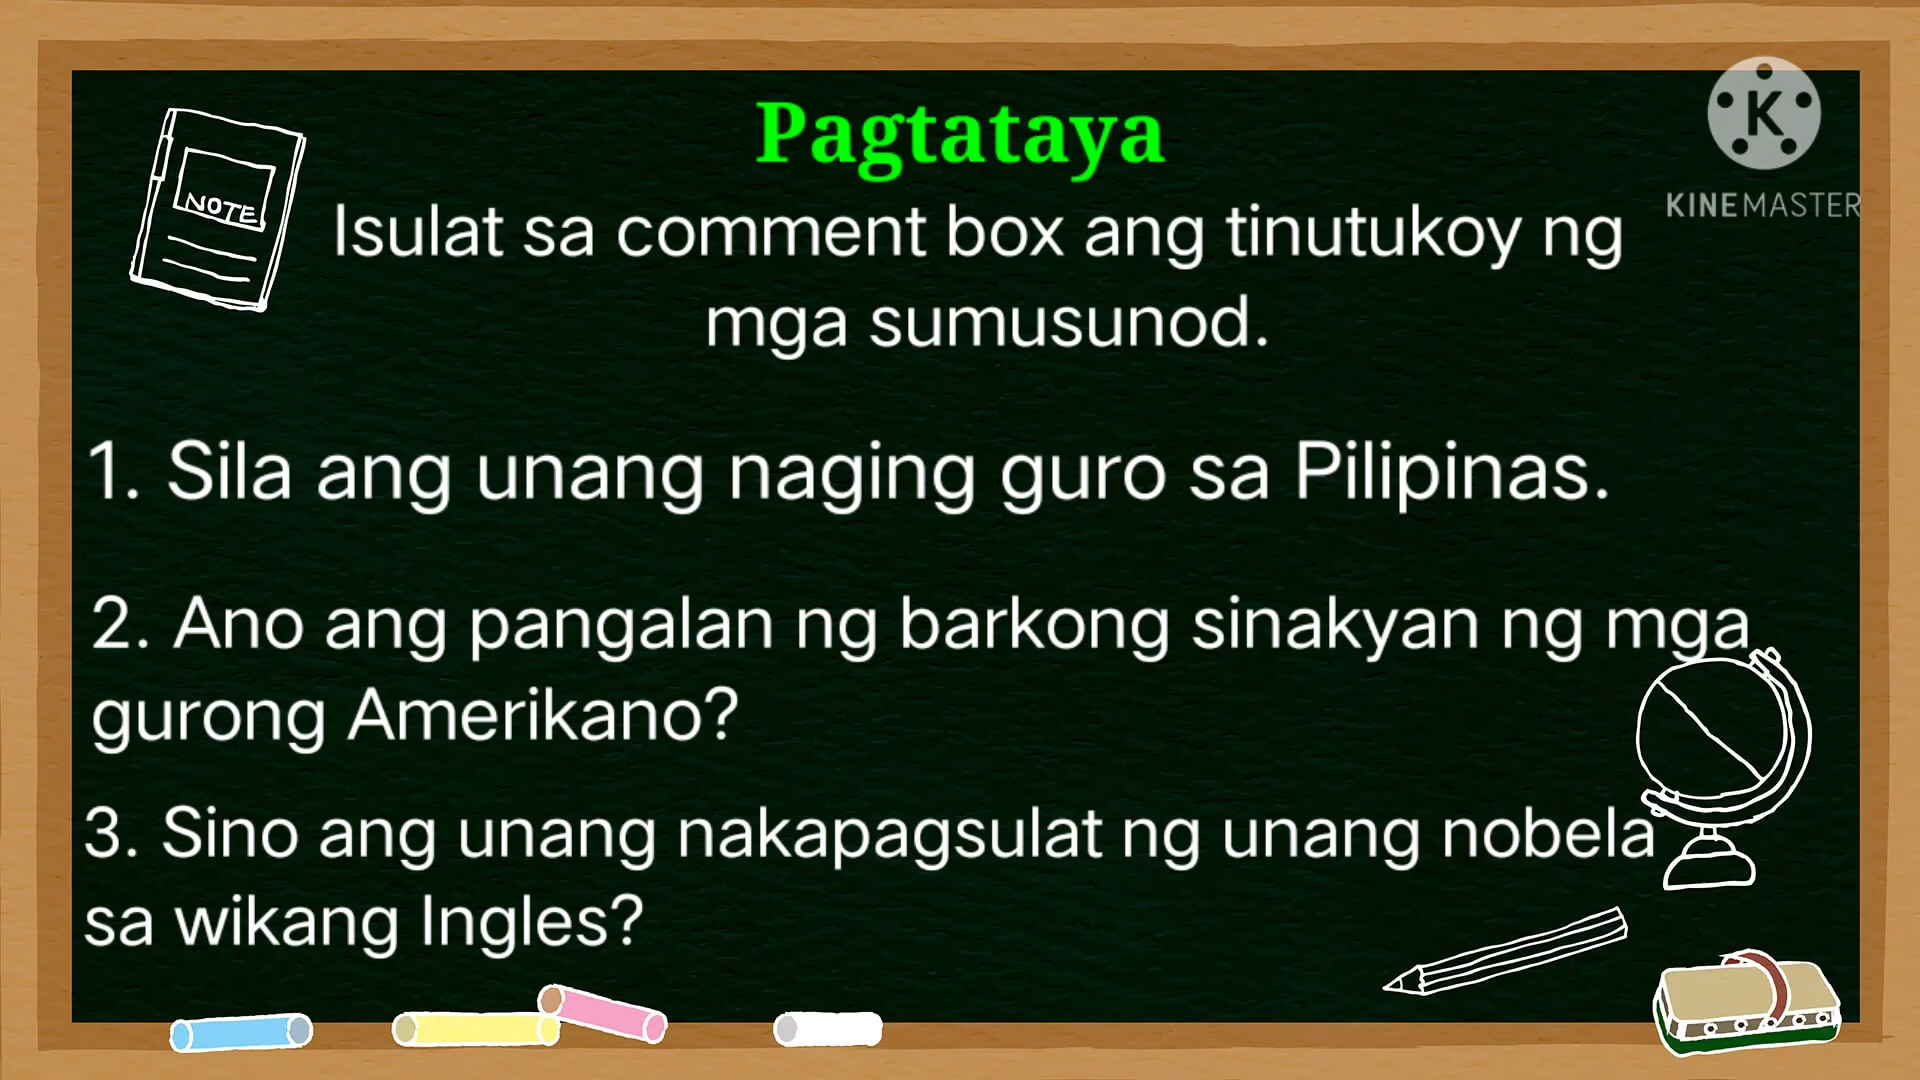 Pagtataya
K
KINEMASTER
NOTE
Isulat sa comment box ang tinutukoy ng
mga sumusunod.
1. Sila ang unang naging guro sa Pilipinas.
2. Ano ang pangalan ng barkong sinakyan ng mga
gurong Amerikano?
3. Sino ang unang nakapagsulat ng unang nobela
sa wikang Ingles?